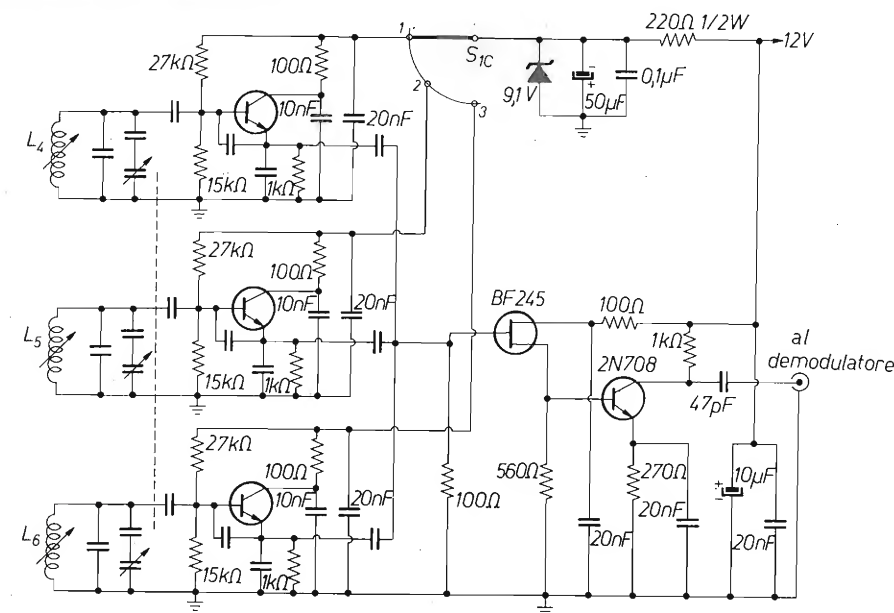 1
220Ω 1/2W
12V
S1C
27kΩ
100Ω
2
3
9,1V
-
+
50µF
0,1µF
10nF
20nF
L4
15kΩ
1kΩ
27kΩ
100Ω
10nF
20nF
L5
15kΩ
1kΩ
BF245
100Ω
1kΩ
2N708
al
demodulatore
47pF
27kΩ
100Ω
10nF
20nF
L6
15kΩ
1kΩ
100Ω
560Ω
270Ω
20nF
20nF
+
-
10µF
20nF